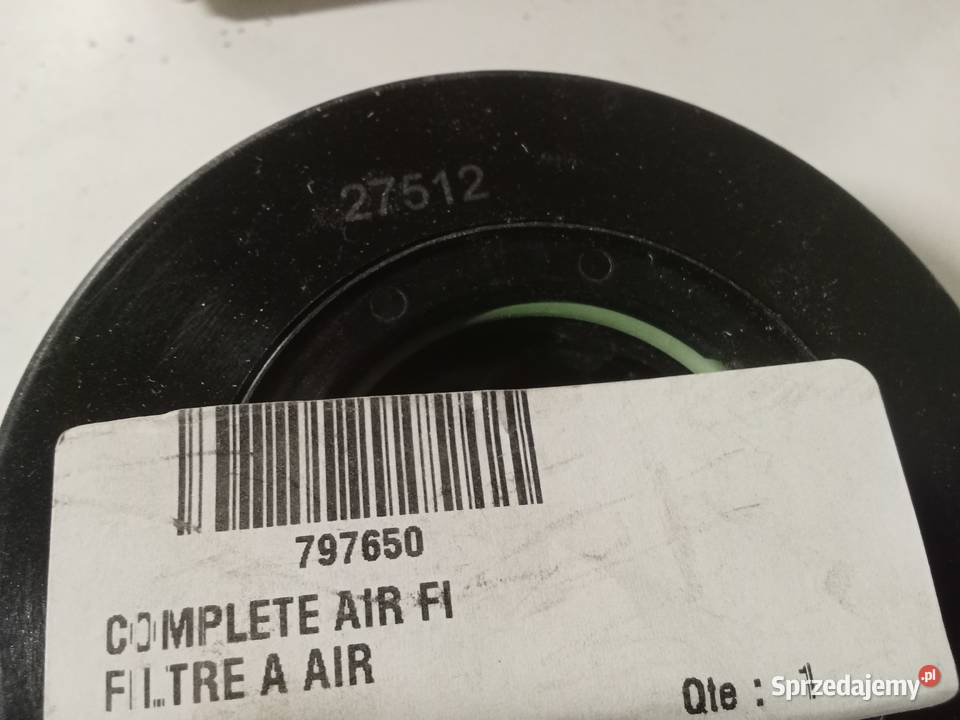 27512
797650
COMPLETE AIR FI
FILTRE A AIR
Qte : 1
Sprzedajemy.pl